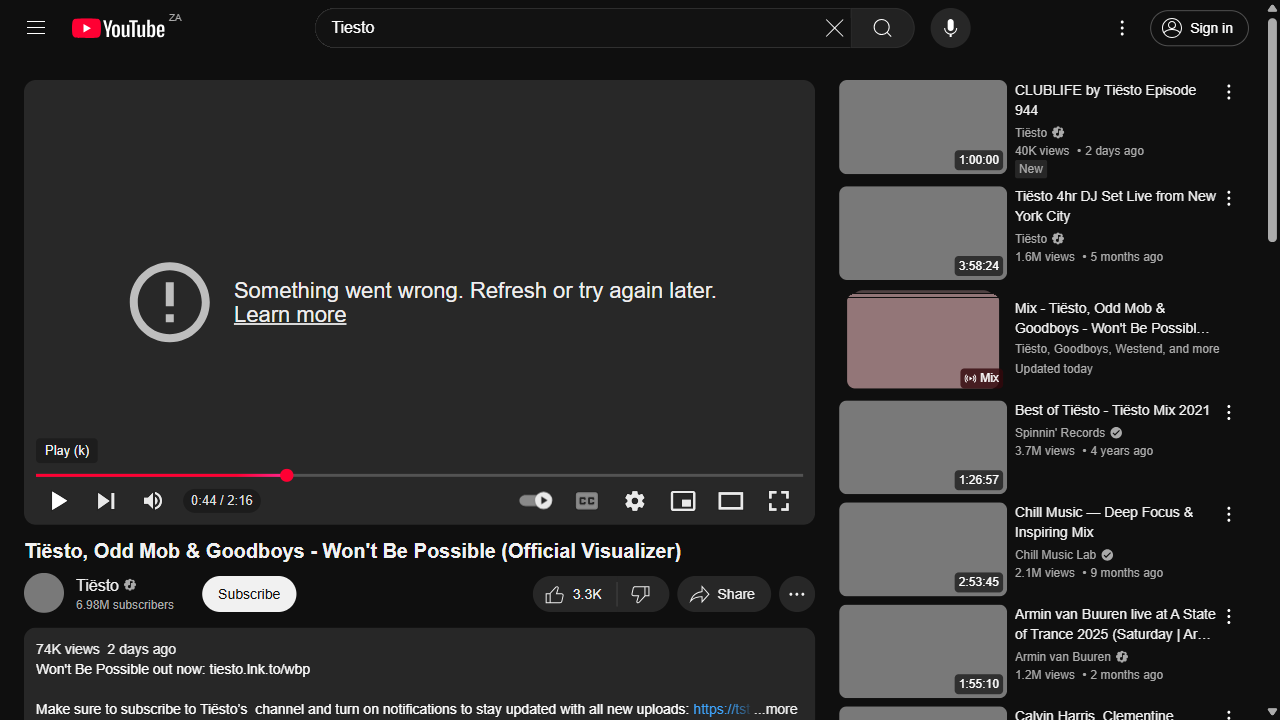 YouTube ZA
Tiesto
Sign in
Something went wrong. Refresh or try again later.
Learn more
Play (k)
0:44 / 2:16
CC
Tiësto, Odd Mob & Goodboys - Won't Be Possible (Official Visualizer)
Tiësto
6.98M subscribers
Subscribe
3.3K
Share
74K views 2 days ago
Won't Be Possible out now: tiesto.lnk.to/wbp
Make sure to subscribe to Tiësto's channel and turn on notifications to stay updated with all new uploads: https://tst ...more
CLUBLIFE by Tiësto Episode
944
Tiësto
40K views • 2 days ago
New
1:00:00
Tiësto 4hr DJ Set Live from New
York City
Tiësto
1.6M views • 5 months ago
3:58:24
Mix - Tiësto, Odd Mob &
Goodboys - Won't Be Possibl...
Tiësto, Goodboys, Westend, and more
Updated today
Mix
Best of Tiësto - Tiësto Mix 2021
Spinnin' Records
3.7M views • 4 years ago
1:26:57
Chill Music — Deep Focus &
Inspiring Mix
Chill Music Lab
2.1M views • 9 months ago
2:53:45
Armin van Buuren live at A State
of Trance 2025 (Saturday | Ar...
Armin van Buuren
1.2M views • 2 months ago
1:55:10
Calvin Harris, Clementine